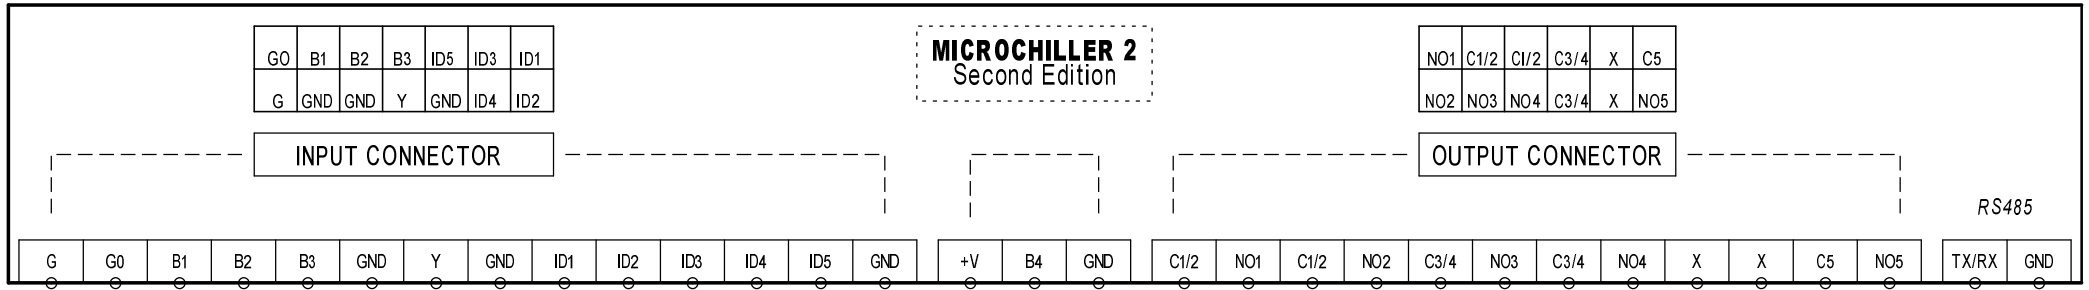 GO B1 B2 B3 ID5 ID3 ID1
G GND GND Y GND ID4 ID2
MICROCHILLER 2
Second Edition
NO1 C1/2 CI/2 C3/4 X C5
NO2 NO3 NO4 C3/4 X NO5
INPUT CONNECTOR
OUTPUT CONNECTOR
RS485
G G0 B1 B2 B3 GND Y GND ID1 ID2 ID3 ID4 ID5 GND +V B4 GND C1/2 NO1 C1/2 NO2 C3/4 NO3 C3/4 NO4 X X C5 NO5 TX/RX GND